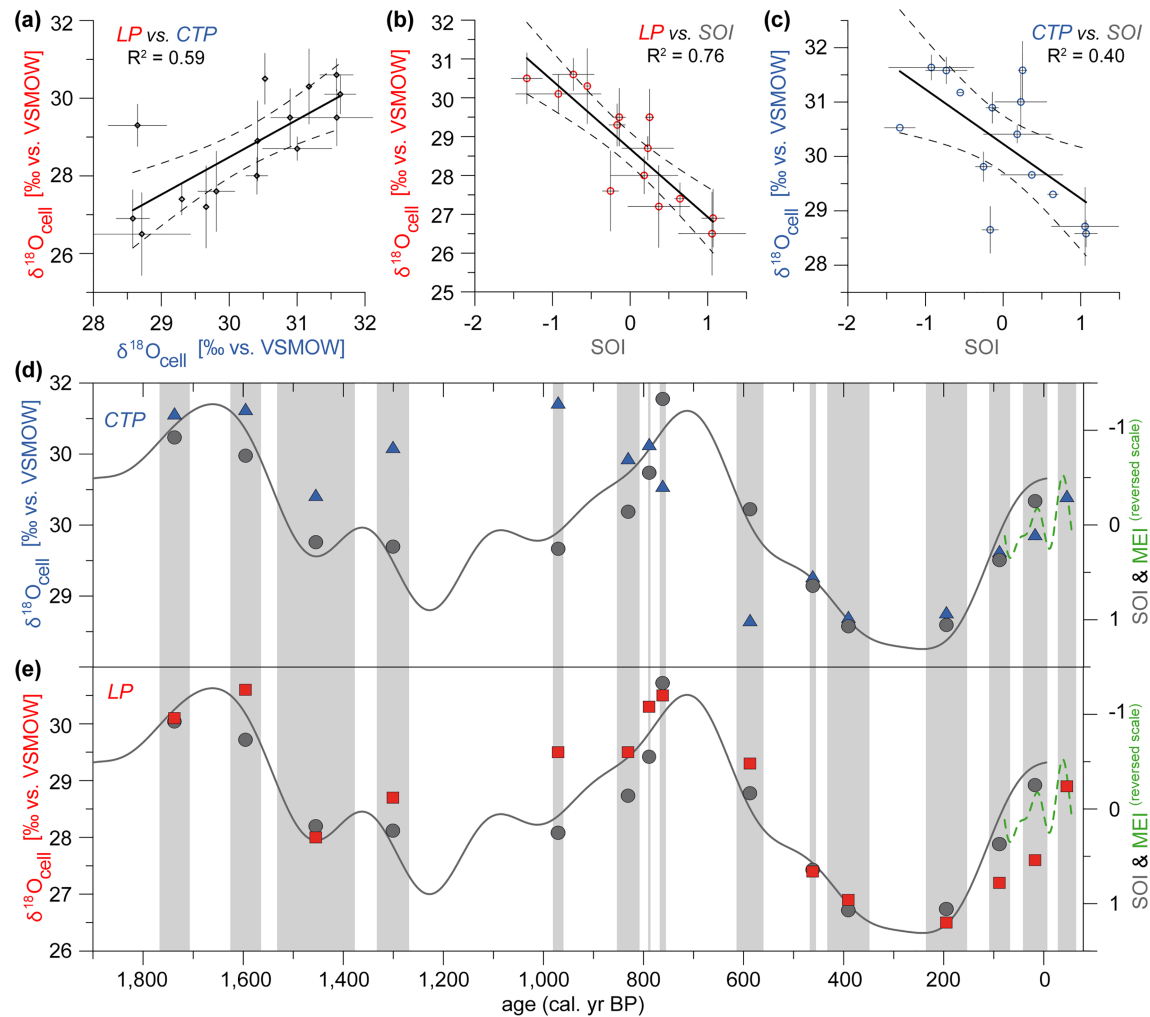 (a)
LP vs. CTP
R² = 0.59
32
30
28
26
δ¹⁸Ocell [‰ vs. VSMOW]
28 29 30 31 32
δ¹⁸Ocell [‰ vs. VSMOW]
(b)
LP vs. SOI
R² = 0.76
32
31
30
29
28
27
26
25
δ¹⁸Ocell [‰ vs. VSMOW]
-2 -1 0 1
SOI
(c)
CTP vs. SOI
R² = 0.40
32
31
30
29
28
δ¹⁸Ocell [‰ vs. VSMOW]
-2 -1 0 1
SOI
(d)
CTP
32
30
30
29
δ¹⁸Ocell [‰ vs. VSMOW]
-1
0
1
SOI & MEI (reversed scale)
(e)
LP
30
29
28
27
26
δ¹⁸Ocell [‰ vs. VSMOW]
-1
0
1
SOI & MEI (reversed scale)
1,800 1,600 1,400 1,200 1,000 800 600 400 200 0
age (cal. yr BP)